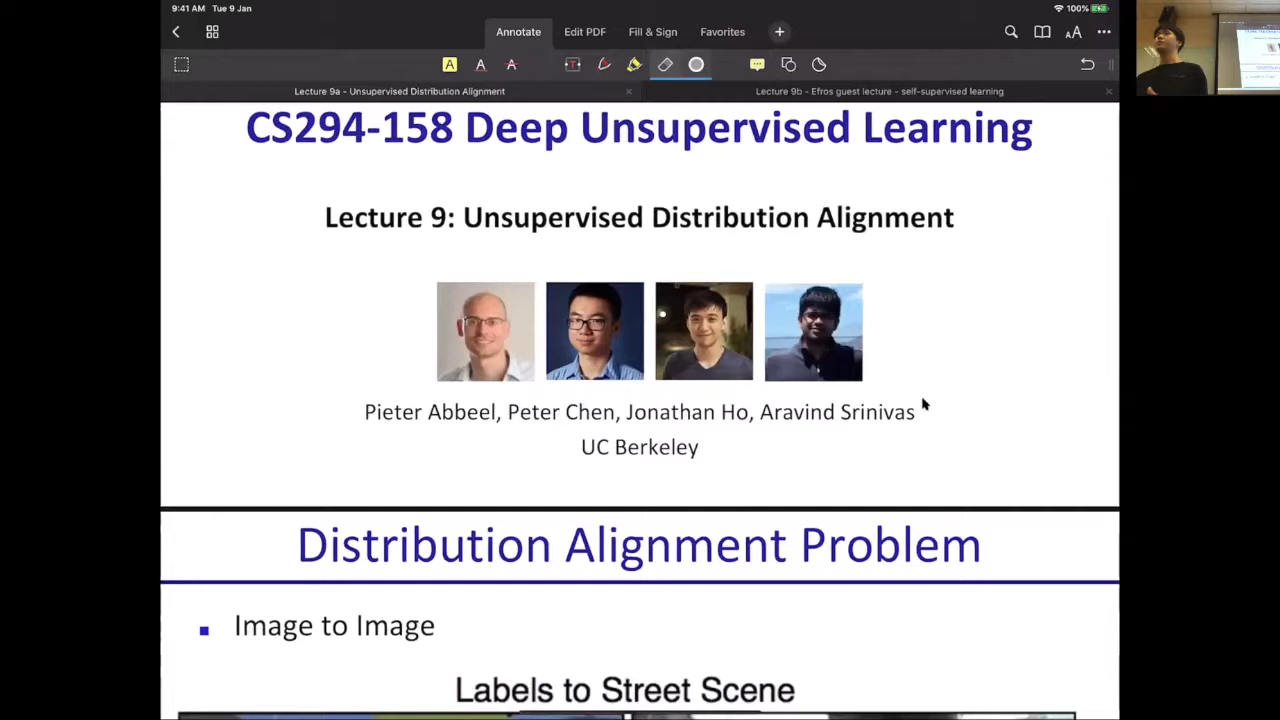 9:41 AM Tue 9 Jan
100%
Annotate
Edit PDF
Fill & Sign
Favorites
Lecture 9a - Unsupervised Distribution Alignment
Lecture 9b - Efros guest lecture - self-supervised learning
CS294-158 Deep Unsupervised Learning
Lecture 9: Unsupervised Distribution Alignment
Pieter Abbeel, Peter Chen, Jonathan Ho, Aravind Srinivas
UC Berkeley
Distribution Alignment Problem
Image to Image
Labels to Street Scene